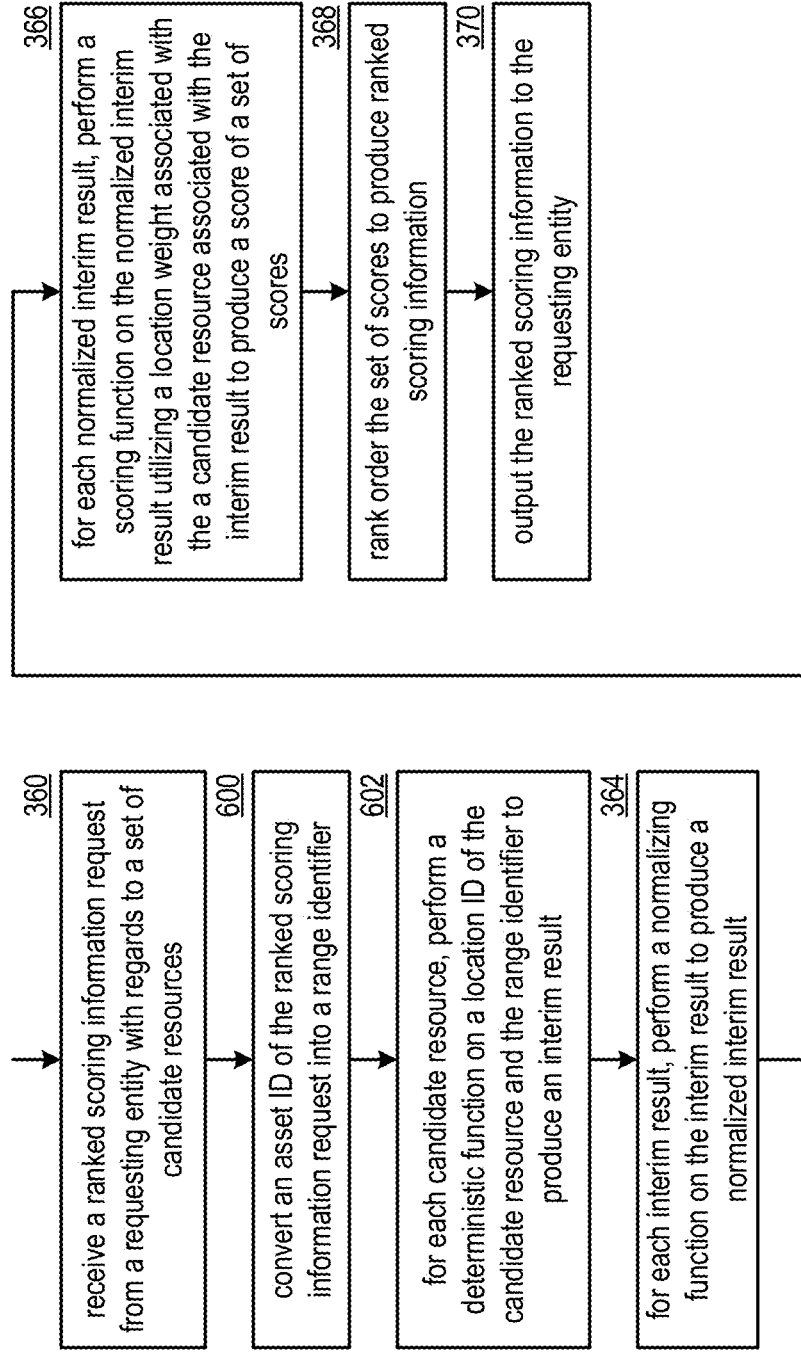 360
receive a ranked scoring information request
from a requesting entity with regards to a set of
candidate resources
600
convert an asset ID of the ranked scoring
information request into a range identifier
602
for each candidate resource, perform a
deterministic function on a location ID of the
candidate resource and the range identifier to
produce an interim result
364
for each interim result, perform a normalizing
function on the interim result to produce a
normalized interim result
366
for each normalized interim result, perform a
scoring function on the normalized interim
result utilizing a location weight associated with
the a candidate resource associated with the
interim result to produce a score of a set of
scores
368
rank order the set of scores to produce ranked
scoring information
370
output the ranked scoring information to the
requesting entity